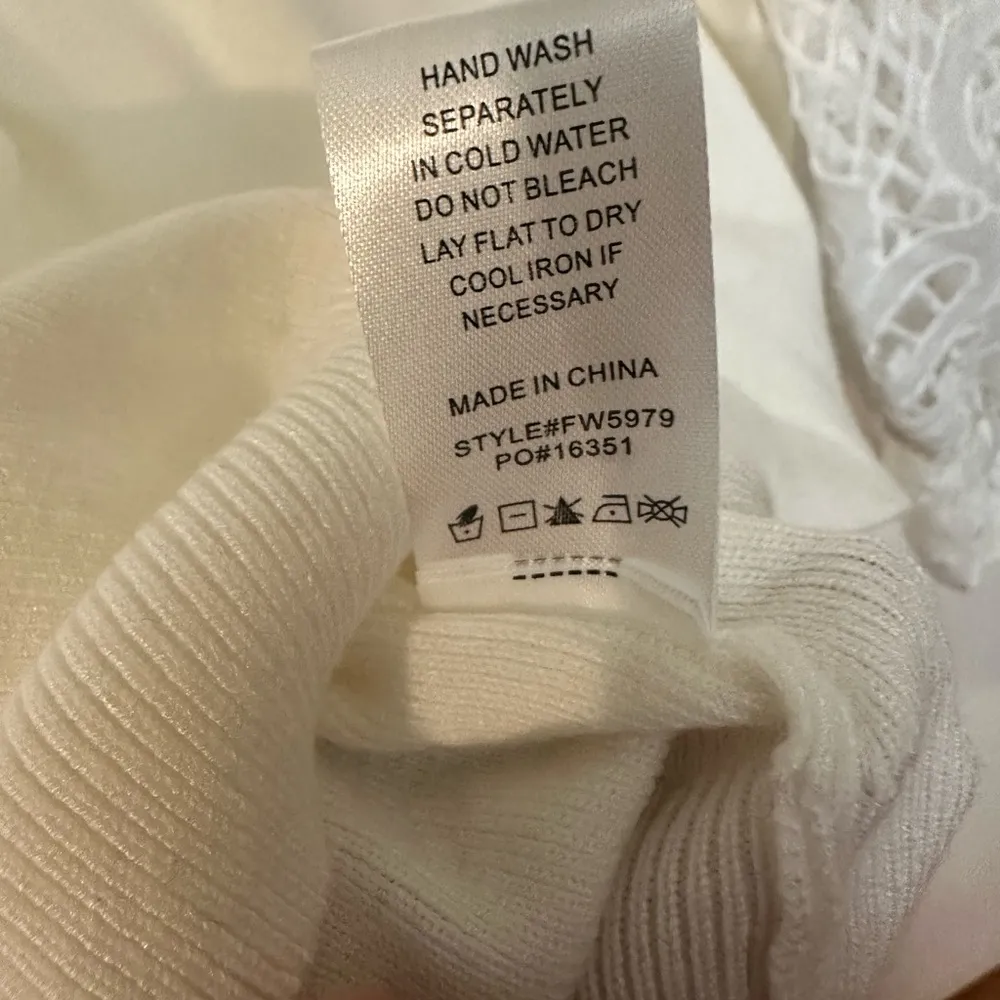 HAND WASH
SEPARATELY
IN COLD WATER
DO NOT BLEACH
LAY FLAT TO DRY
COOL IRON IF
NECESSARY
MADE IN CHINA
STYLE#FW5979
PO#16351